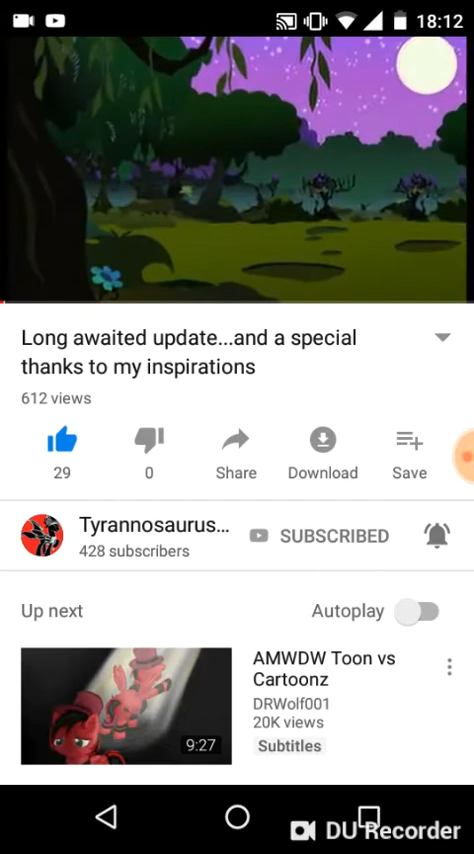 18:12
Long awaited update...and a special
thanks to my inspirations
612 views
29
0
Share
Download
Save
Tyrannosaurus...
428 subscribers
SUBSCRIBED
Up next
Autoplay
9:27
AMWDW Toon vs
Cartoonz
DRWolf001
20K views
Subtitles
DU Recorder